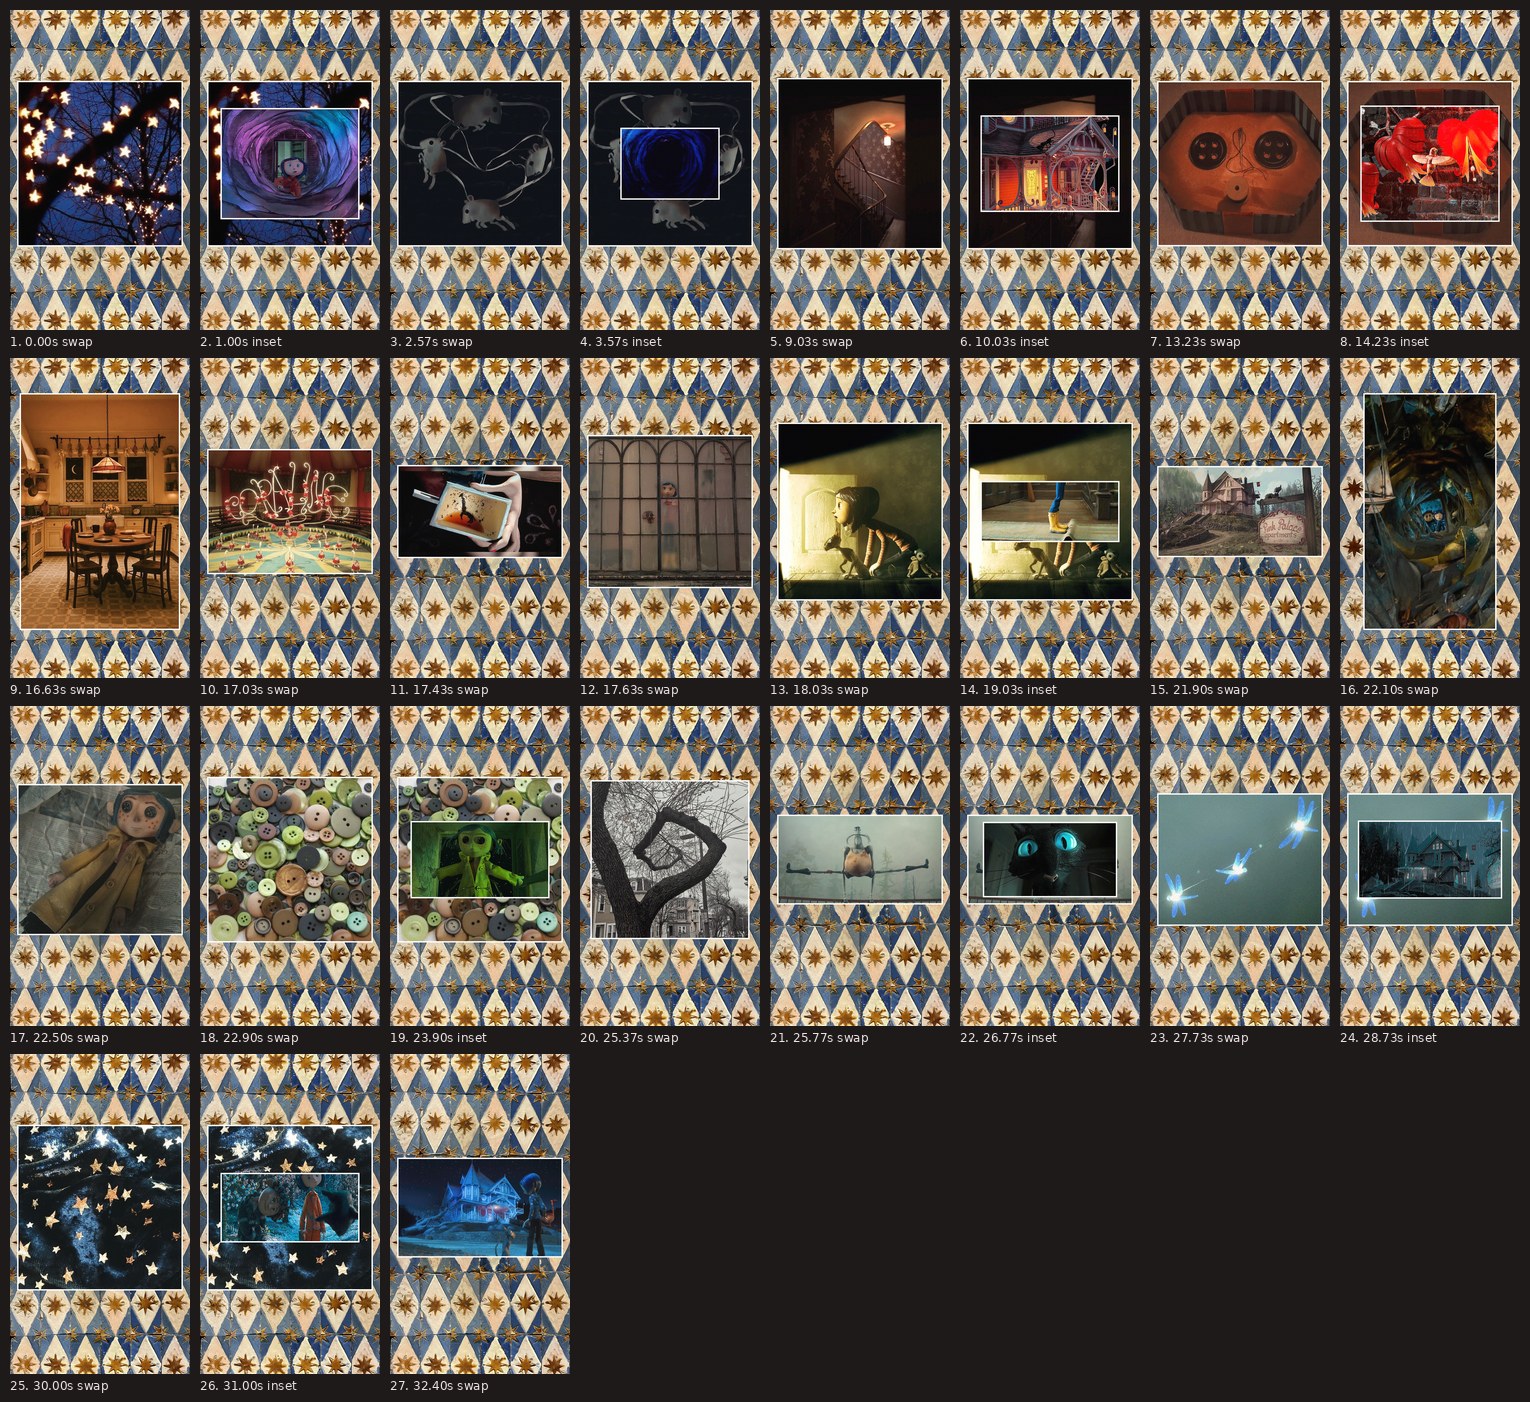 1. 0.00s swap
2. 1.00s inset
3. 2.57s swap
4. 3.57s inset
5. 9.03s swap
6. 10.03s inset
7. 13.23s swap
8. 14.23s inset
9. 16.63s swap
10. 17.03s swap
11. 17.43s swap
12. 17.63s swap
13. 18.03s swap
14. 19.03s inset
Pink Palace
Apartments
15. 21.90s swap
16. 22.10s swap
17. 22.50s swap
18. 22.90s swap
19. 23.90s inset
20. 25.37s swap
21. 25.77s swap
22. 26.77s inset
23. 27.73s swap
24. 28.73s inset
25. 30.00s swap
26. 31.00s inset
27. 32.40s swap